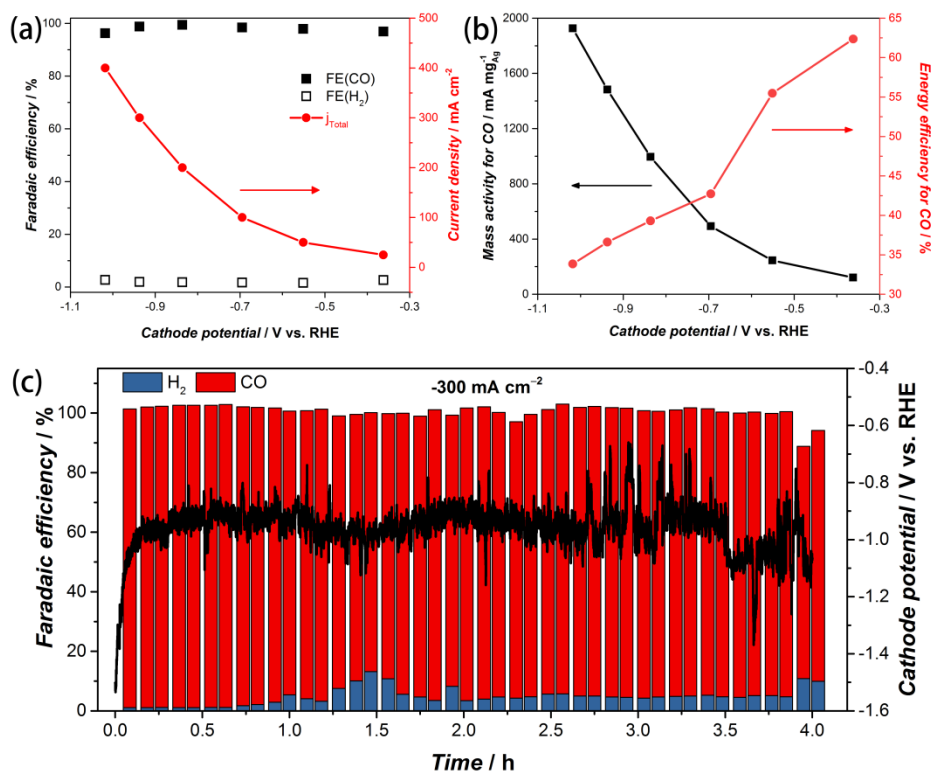 (a)
100
80
60
40
20
0
Faradaic efficiency / %
FE(CO)
FE(H₂)
j_Total
500
400
300
200
100
0
Current density / mA cm⁻²
-1.1 -0.9 -0.7 -0.5 -0.3
Cathode potential / V vs. RHE
(b)
2000
1600
1200
800
400
0
Mass activity for CO / mA mg⁻¹_Ag
65
60
55
50
45
40
35
30
Energy efficiency for CO / %
-1.1 -0.9 -0.7 -0.5 -0.3
Cathode potential / V vs. RHE
(c)
H₂ CO
-300 mA cm⁻²
100
80
60
40
20
0
Faradaic efficiency / %
-0.4
-0.6
-0.8
-1.0
-1.2
-1.4
-1.6
Cathode potential / V vs. RHE
0.0 0.5 1.0 1.5 2.0 2.5 3.0 3.5 4.0
Time / h